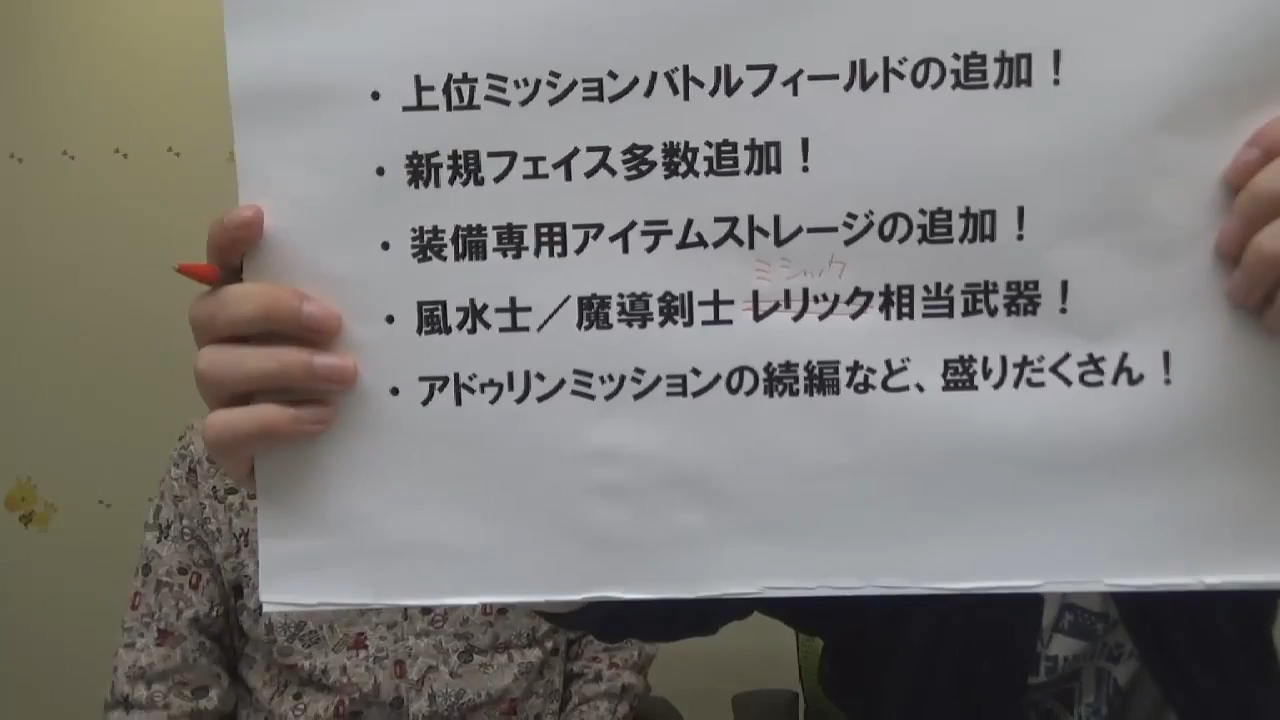 ・上位ミッションバトルフィールドの追加！
・新規フェイス多数追加！
・装備専用アイテムストレージの追加！
ミシック
・風水士／魔導剣士 レリック相当武器！
・アドゥリンミッションの続編など、盛りだくさん！